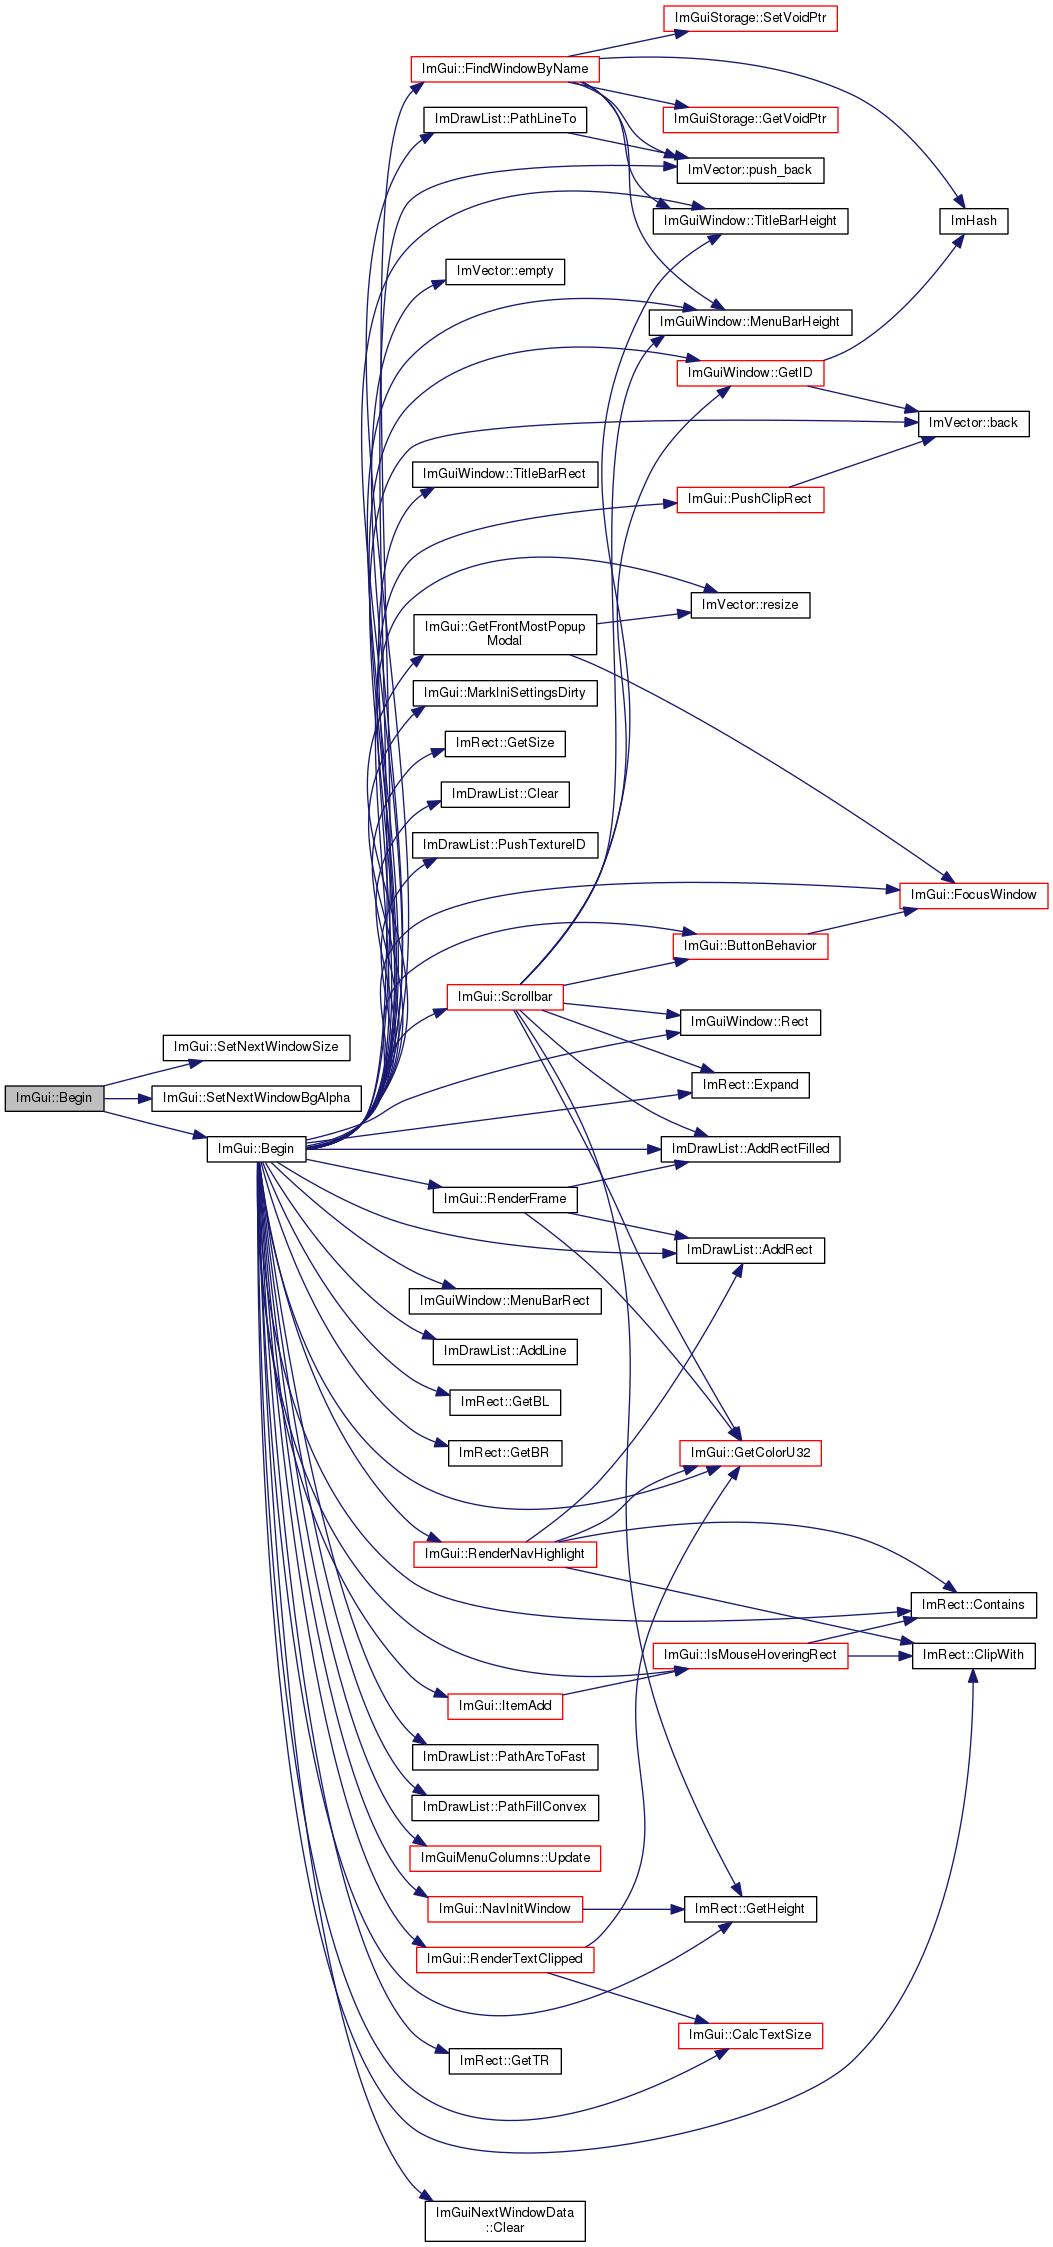 ImGuiStorage::SetVoidPtr
ImGui::FindWindowByName
ImDrawList::PathLineTo
ImGuiStorage::GetVoidPtr
ImVector::push_back
ImGuiWindow::TitleBarHeight
ImHash
ImVector::empty
ImGuiWindow::MenuBarHeight
ImGuiWindow::GetID
ImVector::back
ImGuiWindow::TitleBarRect
ImGui::PushClipRect
ImVector::resize
ImGui::GetFrontMostPopup
Modal
ImGui::MarkIniSettingsDirty
ImRect::GetSize
ImDrawList::Clear
ImDrawList::PushTextureID
ImGui::FocusWindow
ImGui::ButtonBehavior
ImGui::Scrollbar
ImGuiWindow::Rect
ImGui::SetNextWindowSize
ImGui::Begin
ImGui::SetNextWindowBgAlpha
ImRect::Expand
ImGui::Begin
ImDrawList::AddRectFilled
ImGui::RenderFrame
ImDrawList::AddRect
ImGuiWindow::MenuBarRect
ImDrawList::AddLine
ImRect::GetBL
ImRect::GetBR
ImGui::GetColorU32
ImGui::RenderNavHighlight
ImRect::Contains
ImGui::IsMouseHoveringRect
ImRect::ClipWith
ImGui::ItemAdd
ImDrawList::PathArcToFast
ImDrawList::PathFillConvex
ImGuiMenuColumns::Update
ImGui::NavInitWindow
ImRect::GetHeight
ImGui::RenderTextClipped
ImGui::CalcTextSize
ImRect::GetTR
ImGuiNextWindowData
::Clear